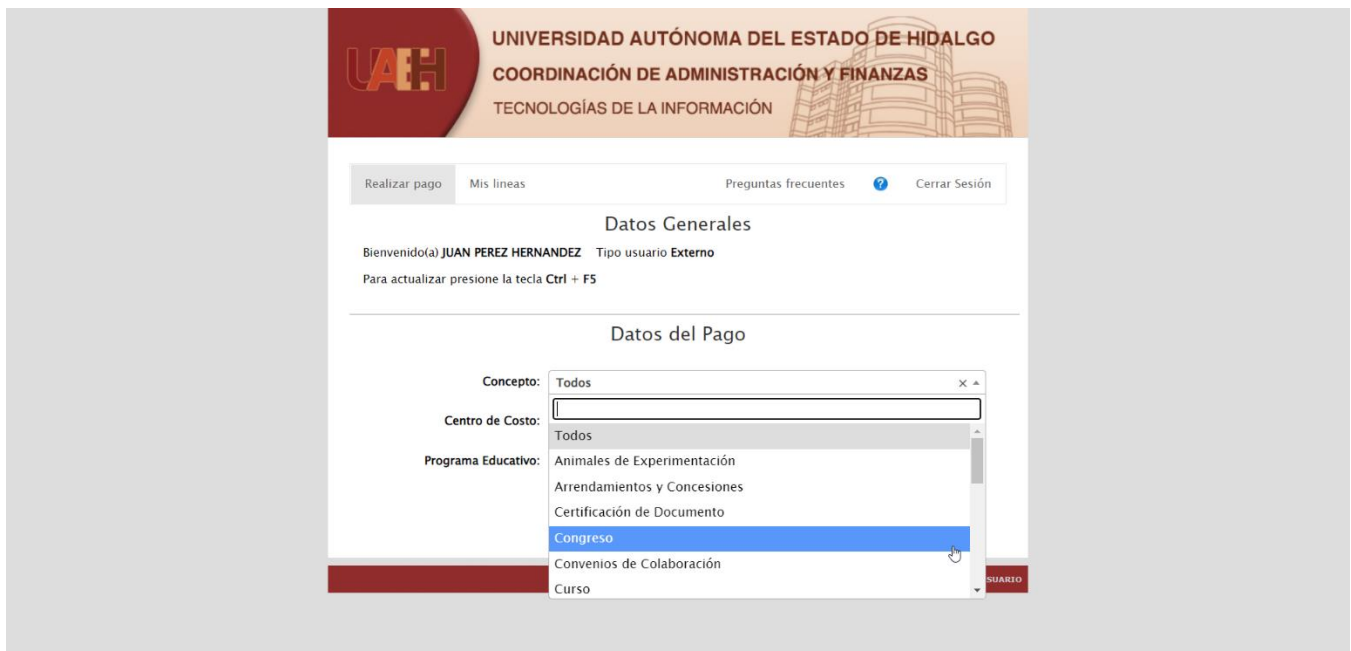 UAEH
UNIVERSIDAD AUTÓNOMA DEL ESTADO DE HIDALGO
COORDINACIÓN DE ADMINISTRACIÓN Y FINANZAS
TECNOLOGÍAS DE LA INFORMACIÓN
Realizar pago Mis lineas Preguntas frecuentes ? Cerrar Sesión
Datos Generales
Bienvenido(a) JUAN PEREZ HERNANDEZ Tipo usuario Externo
Para actualizar presione la tecla Ctrl + F5
Datos del Pago
Concepto: Todos
Centro de Costo:
Todos
Programa Educativo: Animales de Experimentación
Arrendamientos y Concesiones
Certificación de Documento
Congreso
Convenios de Colaboración
SUARIO
Curso